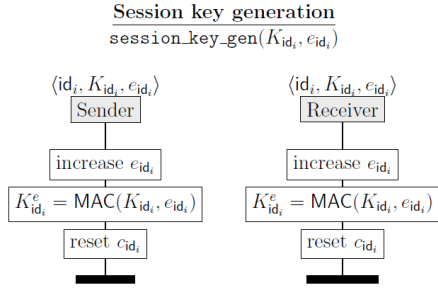 Session key generation
session_key_gen(K_{id_i}, e_{id_i})
⟨id_i, K_{id_i}, e_{id_i}⟩ ⟨id_i, K_{id_i}, e_{id_i}⟩
Sender Receiver
increase e_{id_i} increase e_{id_i}
K^e_{id_i} = MAC(K_{id_i}, e_{id_i}) K^e_{id_i} = MAC(K_{id_i}, e_{id_i})
reset c_{id_i} reset c_{id_i}